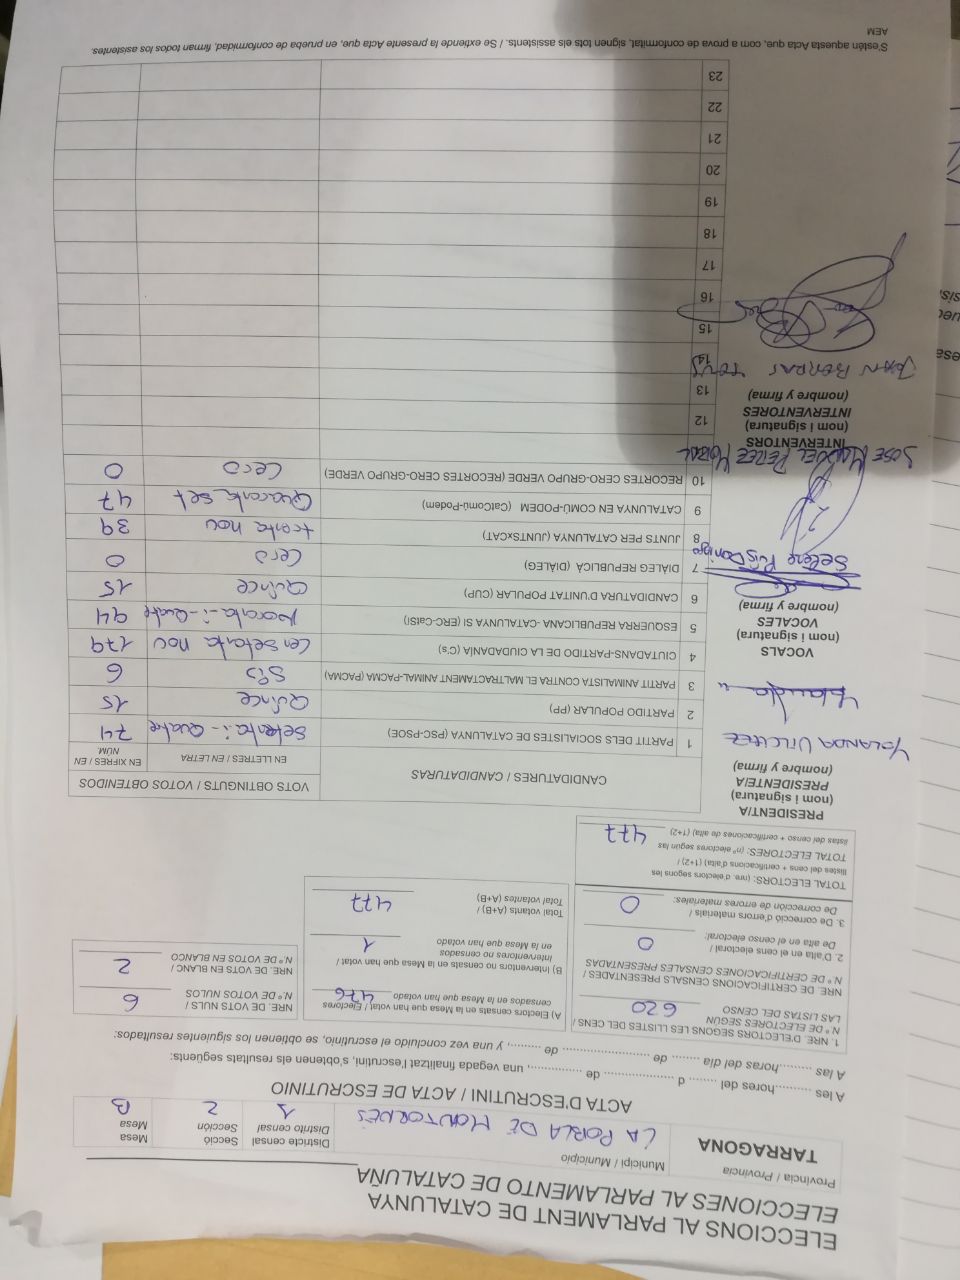 ELECCIONS AL PARLAMENT DE CATALUNYA
ELECCIONES AL PARLAMENTO DE CATALUÑA
Província / Provincia
TARRAGONA
Municipi / Municipio
LA POBLA DE MONTORNÈS
Districte censal
Distrito censal
1
Secció
Sección
2
Mesa
Mesa
B
ACTA D'ESCRUTINI / ACTA DE ESCRUTINIO
A les ..........hores del ........ d .................... de ..............., una vegada finalitzat l'escrutini, s'obtenen els resultats següents:
A las ..........horas del día ........ de ......................... de ........., y una vez concluido el escrutinio, se obtienen los siguientes resultados:
1. NRE. D'ELECTORS SEGONS LES LLISTES DEL CENS /
Nº DE ELECTORES SEGÚN
LAS LISTAS DEL CENSO 620
NRE. DE CERTIFICACIONS CENSALS PRESENTADES /
Nº DE CERTIFICACIONES CENSALES PRESENTADAS
2. D'alta en el cens electoral /
De alta en el censo electoral: 0
3. De correcció d'errors materials /
De corrección de errores materiales: 0
TOTAL ELECTORS: (nre. d'electors segons les
llistes del cens + certificacions d'alta) (1+2) /
TOTAL ELECTORES: (nº electores según las
listas del censo + certificaciones de alta) (1+2) 477
A) Electors censats en la Mesa que han votat / Electores
censados en la Mesa que han votado 476
B) Interventors no censats en la Mesa que han votat /
Interventores no censados
en la Mesa que han votado 1
Total votants (A+B) /
Total votantes (A+B) 477
NRE. DE VOTS NULS /
N.º DE VOTOS NULOS 6
NRE. DE VOTS EN BLANC /
N.º DE VOTOS EN BLANCO 2
PRESIDENT/A
(nom i signatura)
PRESIDENTE/A
(nombre y firma)
YOLANDA VILCHEZ
VOCALS
(nom i signatura)
VOCALES
(nombre y firma)
JOSE MANUEL PEREZ
INTERVENTORS
(nom i signatura)
INTERVENTORES
(nombre y firma)
JOAN
CANDIDATURES / CANDIDATURAS
VOTS OBTINGUTS / VOTOS OBTENIDOS
EN LLETRES / EN LETRA
EN XIFRES / EN NÚM
1 PARTIT DELS SOCIALISTES DE CATALUNYA (PSC-PSOE) setanta i-Quatre 74
2 PARTIDO POPULAR (PP) Quince 15
3 PARTIT ANIMALISTA CONTRA EL MALTRACTAMENT ANIMAL-PACMA (PACMA) Sis 6
4 CIUTADANS-PARTIDO DE LA CIUDADANÍA (C's) Cen setanta nou 179
5 ESQUERRA REPUBLICANA -CATALUNYA SI (ERC-CatSí) noranta-i-Quatre 94
6 CANDIDATURA D'UNITAT POPULAR (CUP) Quince 15
7 DIÀLEG REPÚBLICA (DIÀLEG) Cero 0
8 JUNTS PER CATALUNYA (JUNTSxCAT) trenta nou 39
9 CATALUNYA EN COMÚ-PODEM (CatComú-Podem) Quaranta set 47
10 RECORTES CERO-GRUPO VERDE (RECORTES CERO-GRUPO VERDE) Cero 0
12
13
14
15
16
17
18
19
20
21
22
23
S'estén aquesta Acta que, com a prova de conformitat, signen tots els assistents. / Se extiende la presente Acta que, en prueba de conformidad, firman todos los asistentes.
AEM